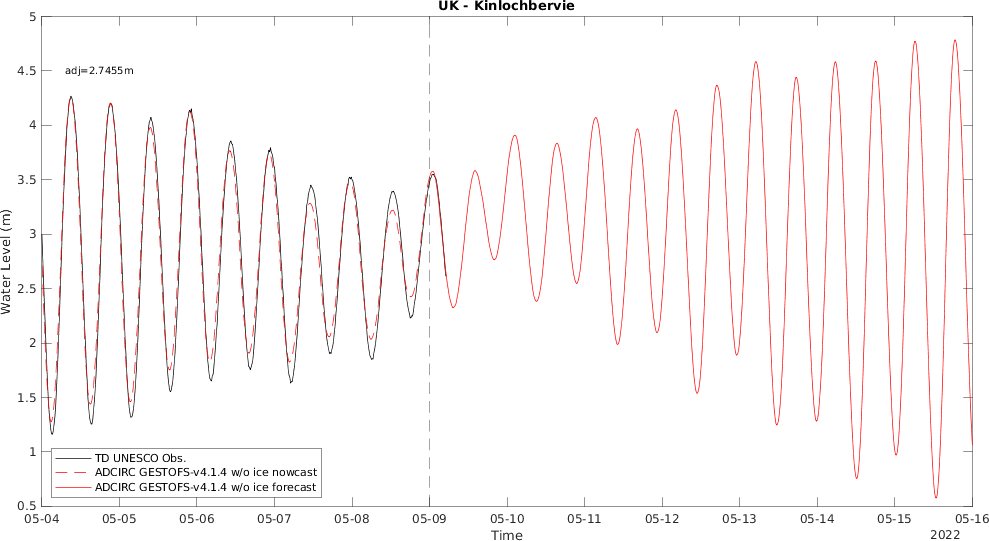 UK - Kinlochbervie
adj=2.7455m
Water Level (m)
5
4.5
4
3.5
3
2.5
2
1.5
1
0.5
TD UNESCO Obs.
ADCIRC GESTOFS-v4.1.4 w/o ice nowcast
ADCIRC GESTOFS-v4.1.4 w/o ice forecast
05-04 05-05 05-06 05-07 05-08 05-09 05-10 05-11 05-12 05-13 05-14 05-15 05-16
Time
2022